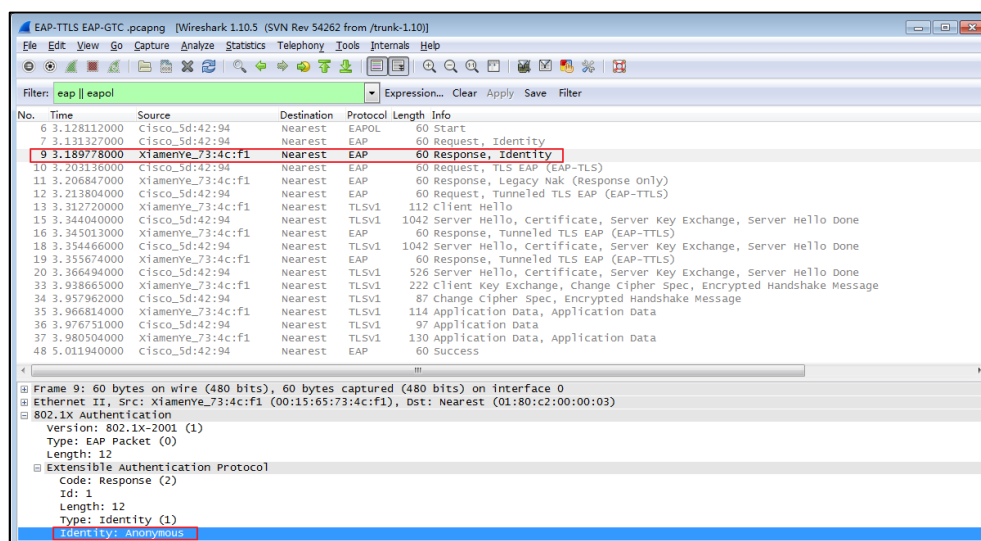 EAP-TTLS EAP-GTC .pcapng [Wireshark 1.10.5 (SVN Rev 54262 from /trunk-1.10)]
File Edit View Go Capture Analyze Statistics Telephony Tools Internals Help
Filter: eap || eapol Expression... Clear Apply Save Filter
No. Time Source Destination Protocol Length Info
6 3.128112000 Cisco_5d:42:94 Nearest EAPOL 60 Start
7 3.131327000 Cisco_5d:42:94 Nearest EAP 60 Request, Identity
9 3.189778000 XiamenYe_73:4c:f1 Nearest EAP 60 Response, Identity
10 3.203136000 Cisco_5d:42:94 Nearest EAP 60 Request, TLS EAP (EAP-TLS)
11 3.206847000 XiamenYe_73:4c:f1 Nearest EAP 60 Response, Legacy Nak (Response Only)
12 3.213804000 Cisco_5d:42:94 Nearest EAP 60 Request, Tunneled TLS EAP (EAP-TTLS)
13 3.312720000 XiamenYe_73:4c:f1 Nearest TLSv1 112 Client Hello
15 3.344040000 Cisco_5d:42:94 Nearest TLSv1 1042 Server Hello, Certificate, Server Key Exchange, Server Hello Done
16 3.345013000 XiamenYe_73:4c:f1 Nearest EAP 60 Response, Tunneled TLS EAP (EAP-TTLS)
18 3.354466000 Cisco_5d:42:94 Nearest TLSv1 1042 Server Hello, Certificate, Server Key Exchange, Server Hello Done
19 3.355674000 XiamenYe_73:4c:f1 Nearest EAP 60 Response, Tunneled TLS EAP (EAP-TTLS)
20 3.366494000 Cisco_5d:42:94 Nearest TLSv1 526 Server Hello, Certificate, Server Key Exchange, Server Hello Done
33 3.938665000 XiamenYe_73:4c:f1 Nearest TLSv1 222 Client Key Exchange, Change Cipher Spec, Encrypted Handshake Message
34 3.957962000 Cisco_5d:42:94 Nearest TLSv1 87 Change Cipher Spec, Encrypted Handshake Message
35 3.966814000 XiamenYe_73:4c:f1 Nearest TLSv1 114 Application Data, Application Data
36 3.976751000 Cisco_5d:42:94 Nearest TLSv1 97 Application Data
37 3.980504000 XiamenYe_73:4c:f1 Nearest TLSv1 130 Application Data, Application Data
48 5.011940000 Cisco_5d:42:94 Nearest EAP 60 Success
Frame 9: 60 bytes on wire (480 bits), 60 bytes captured (480 bits) on interface 0
Ethernet II, Src: XiamenYe_73:4c:f1 (00:15:65:73:4c:f1), Dst: Nearest (01:80:c2:00:00:03)
802.1X Authentication
Version: 802.1X-2001 (1)
Type: EAP Packet (0)
Length: 12
Extensible Authentication Protocol
Code: Response (2)
Id: 1
Length: 12
Type: Identity (1)
Identity: Anonymous